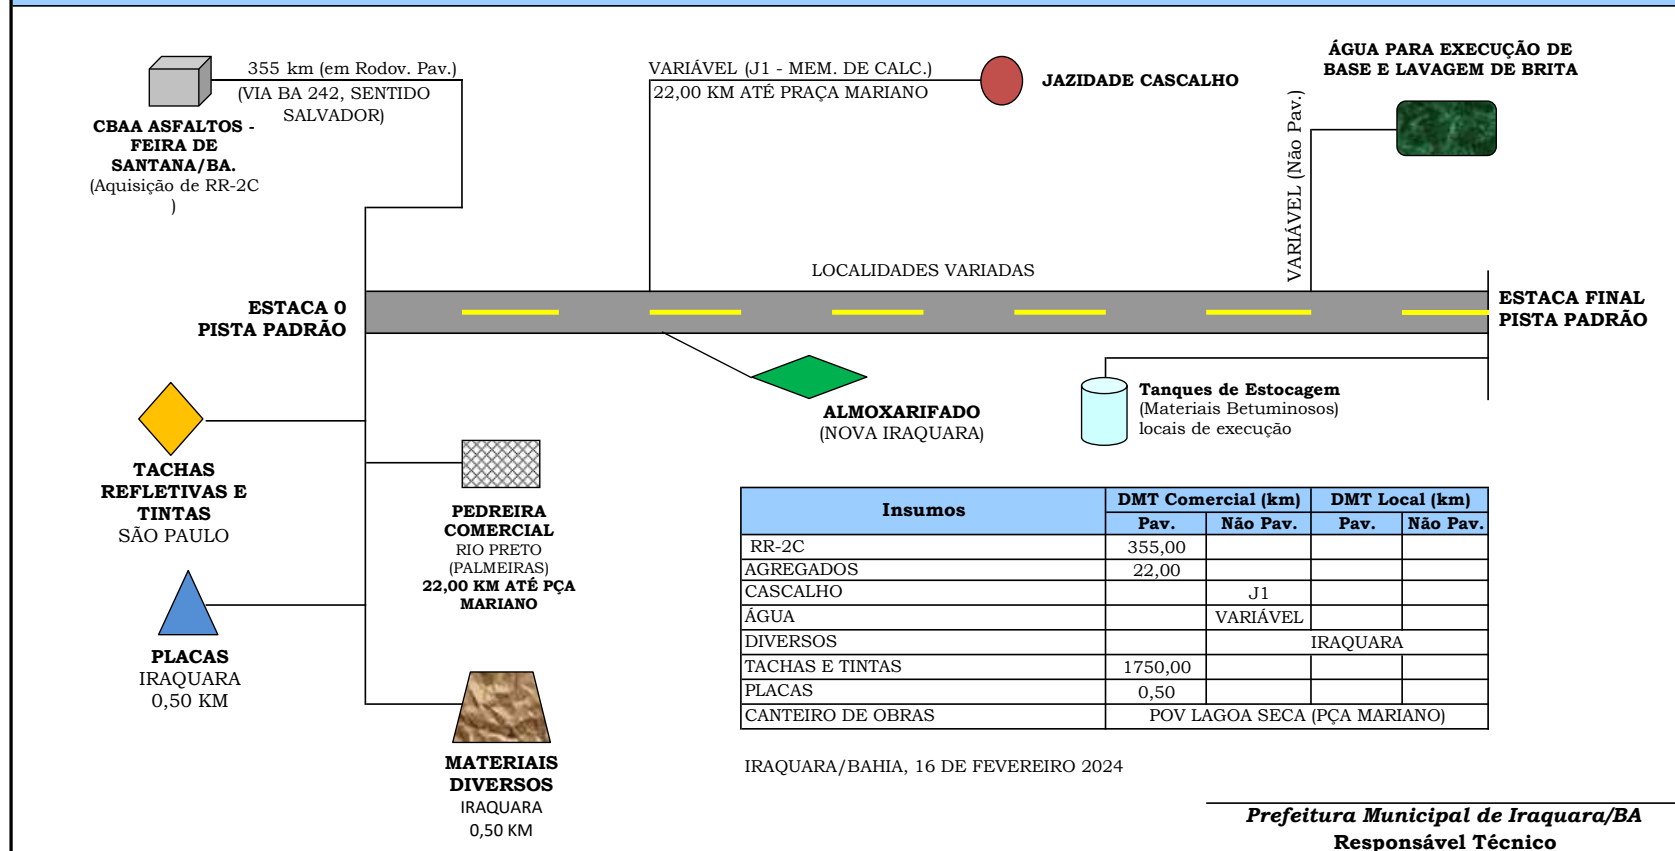 355 km (em Rodov. Pav.)
(VIA BA 242, SENTIDO
SALVADOR)
CBAA ASFALTOS -
FEIRA DE
SANTANA/BA.
(Aquisição de RR-2C
)
VARIÁVEL (J1 - MEM. DE CALC.)
22,00 KM ATÉ PRAÇA MARIANO
JAZIDADE CASCALHO
ÁGUA PARA EXECUÇÃO DE
BASE E LAVAGEM DE BRITA
VARIÁVEL (Não Pav.)
LOCALIDADES VARIADAS
ESTACA 0
PISTA PADRÃO
ESTACA FINAL
PISTA PADRÃO
ALMOXARIFADO
(NOVA IRAQUARA)
Tanques de Estocagem
(Materiais Betuminosos)
locais de execução
TACHAS
REFLETIVAS E
TINTAS
SÃO PAULO
PEDREIRA
COMERCIAL
RIO PRETO
(PALMEIRAS)
22,00 KM ATÉ PÇA
MARIANO
PLACAS
IRAQUARA
0,50 KM
MATERIAIS
DIVERSOS
IRAQUARA
0,50 KM
Insumos DMT Comercial (km) DMT Local (km)
Pav. Não Pav. Pav. Não Pav.
RR-2C 355,00
AGREGADOS 22,00
CASCALHO J1
ÁGUA VARIÁVEL
DIVERSOS IRAQUARA
TACHAS E TINTAS 1750,00
PLACAS 0,50
CANTEIRO DE OBRAS POV LAGOA SECA (PÇA MARIANO)
IRAQUARA/BAHIA, 16 DE FEVEREIRO 2024
Prefeitura Municipal de Iraquara/BA
Responsável Técnico